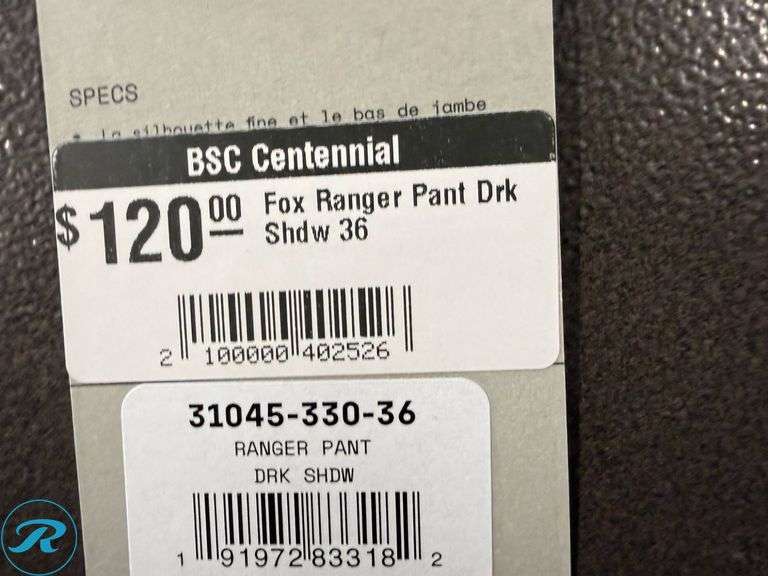 SPECS
* la silhouette fine et le bas de jambe
BSC Centennial
$120.00 Fox Ranger Pant Drk
Shdw 36
2 100000 402526
31045-330-36
RANGER PANT
DRK SHDW
1 91972 83318 2
R